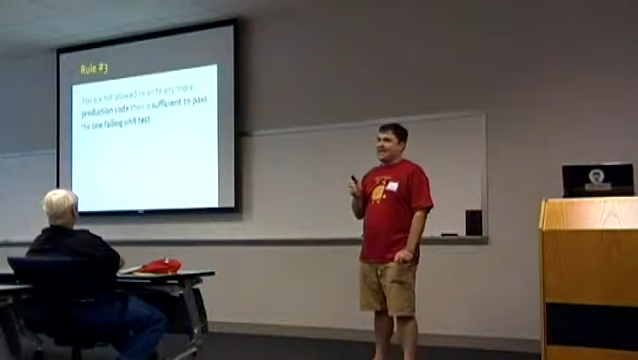 Rule #3
You are not allowed to write any more
production code than is sufficient to pass
the one failing unit test